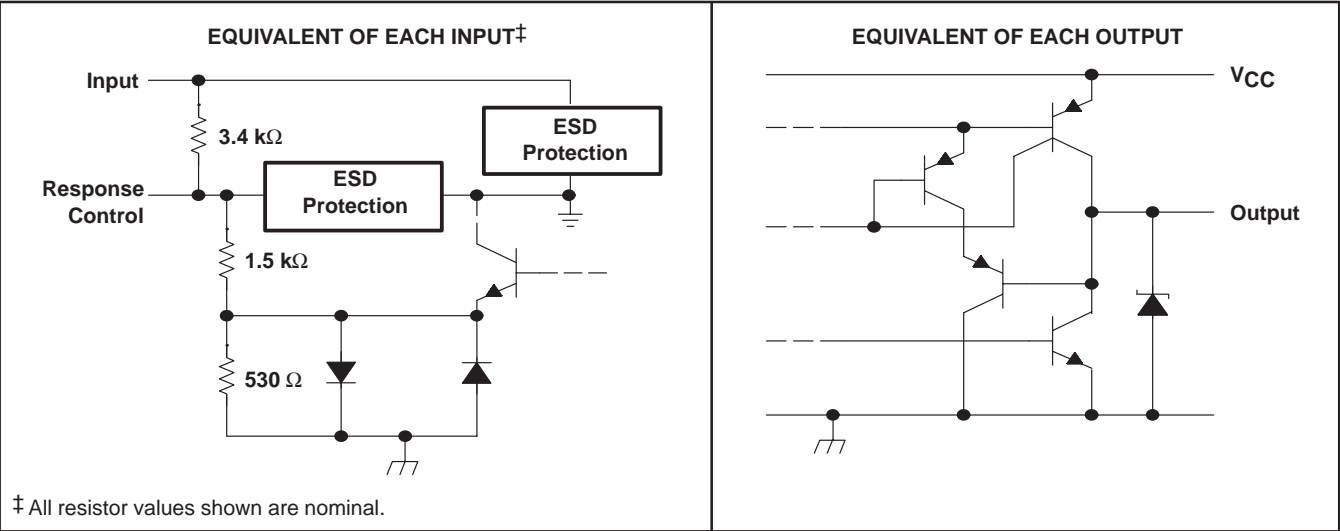 EQUIVALENT OF EACH INPUT‡
Input
3.4 kΩ
ESD
Protection
Response
Control
ESD
Protection
1.5 kΩ
530 Ω
‡ All resistor values shown are nominal.
EQUIVALENT OF EACH OUTPUT
VCC
Output